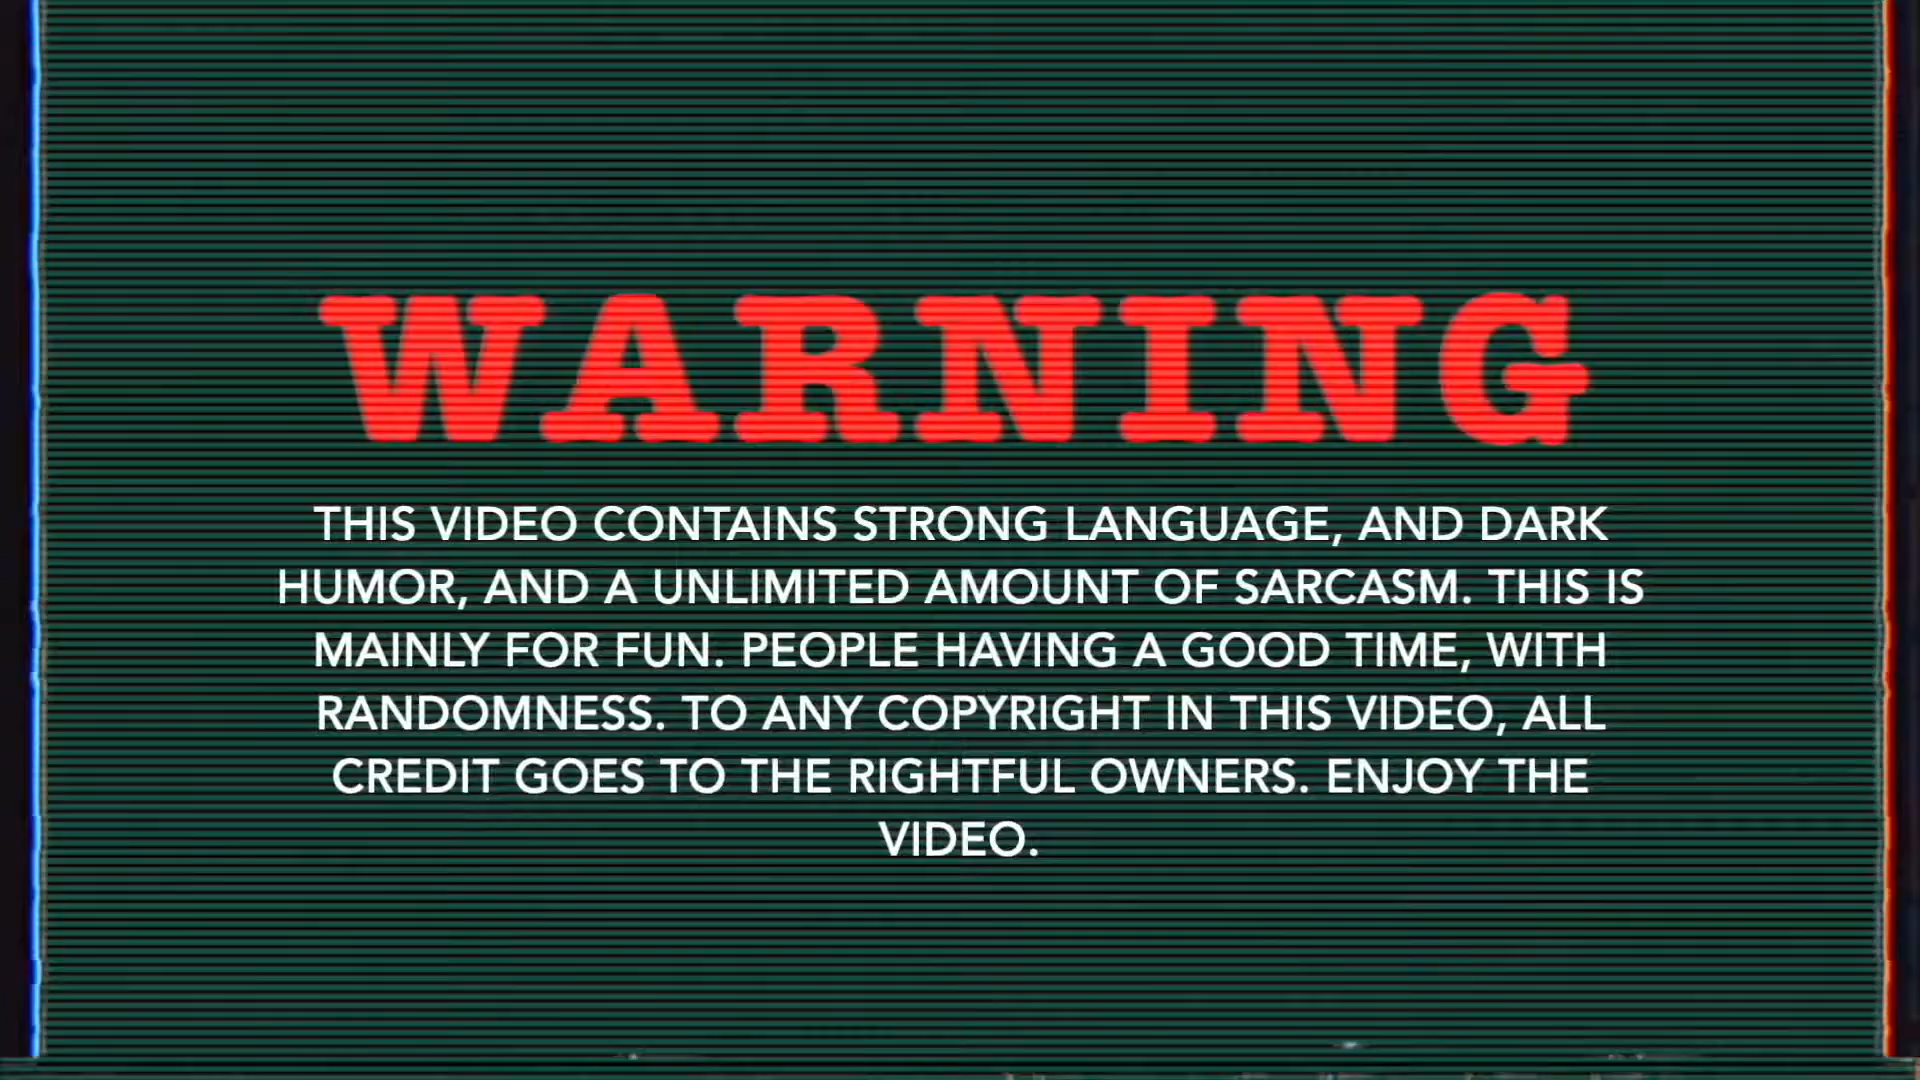 WARNING
THIS VIDEO CONTAINS STRONG LANGUAGE, AND DARK
HUMOR, AND A UNLIMITED AMOUNT OF SARCASM. THIS IS
MAINLY FOR FUN. PEOPLE HAVING A GOOD TIME, WITH
RANDOMNESS. TO ANY COPYRIGHT IN THIS VIDEO, ALL
CREDIT GOES TO THE RIGHTFUL OWNERS. ENJOY THE
VIDEO.